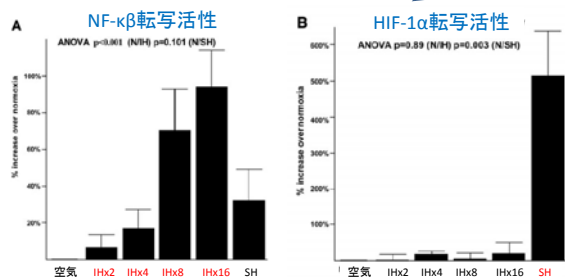 NF-κβ転写活性
A
ANOVA p<0.001 (N/IH) p=0.101 (N/SH)
% increase over normoxia
100%
80%
60%
40%
20%
空気 IHx2 IHx4 IHx8 IHx16 SH
HIF-1α転写活性
B
ANOVA p=0.89 (N/IH) p=0.003 (N/SH)
% increase over normoxia
600%
500%
400%
300%
200%
100%
空気 IHx2 IHx4 IHx8 IHx16 SH